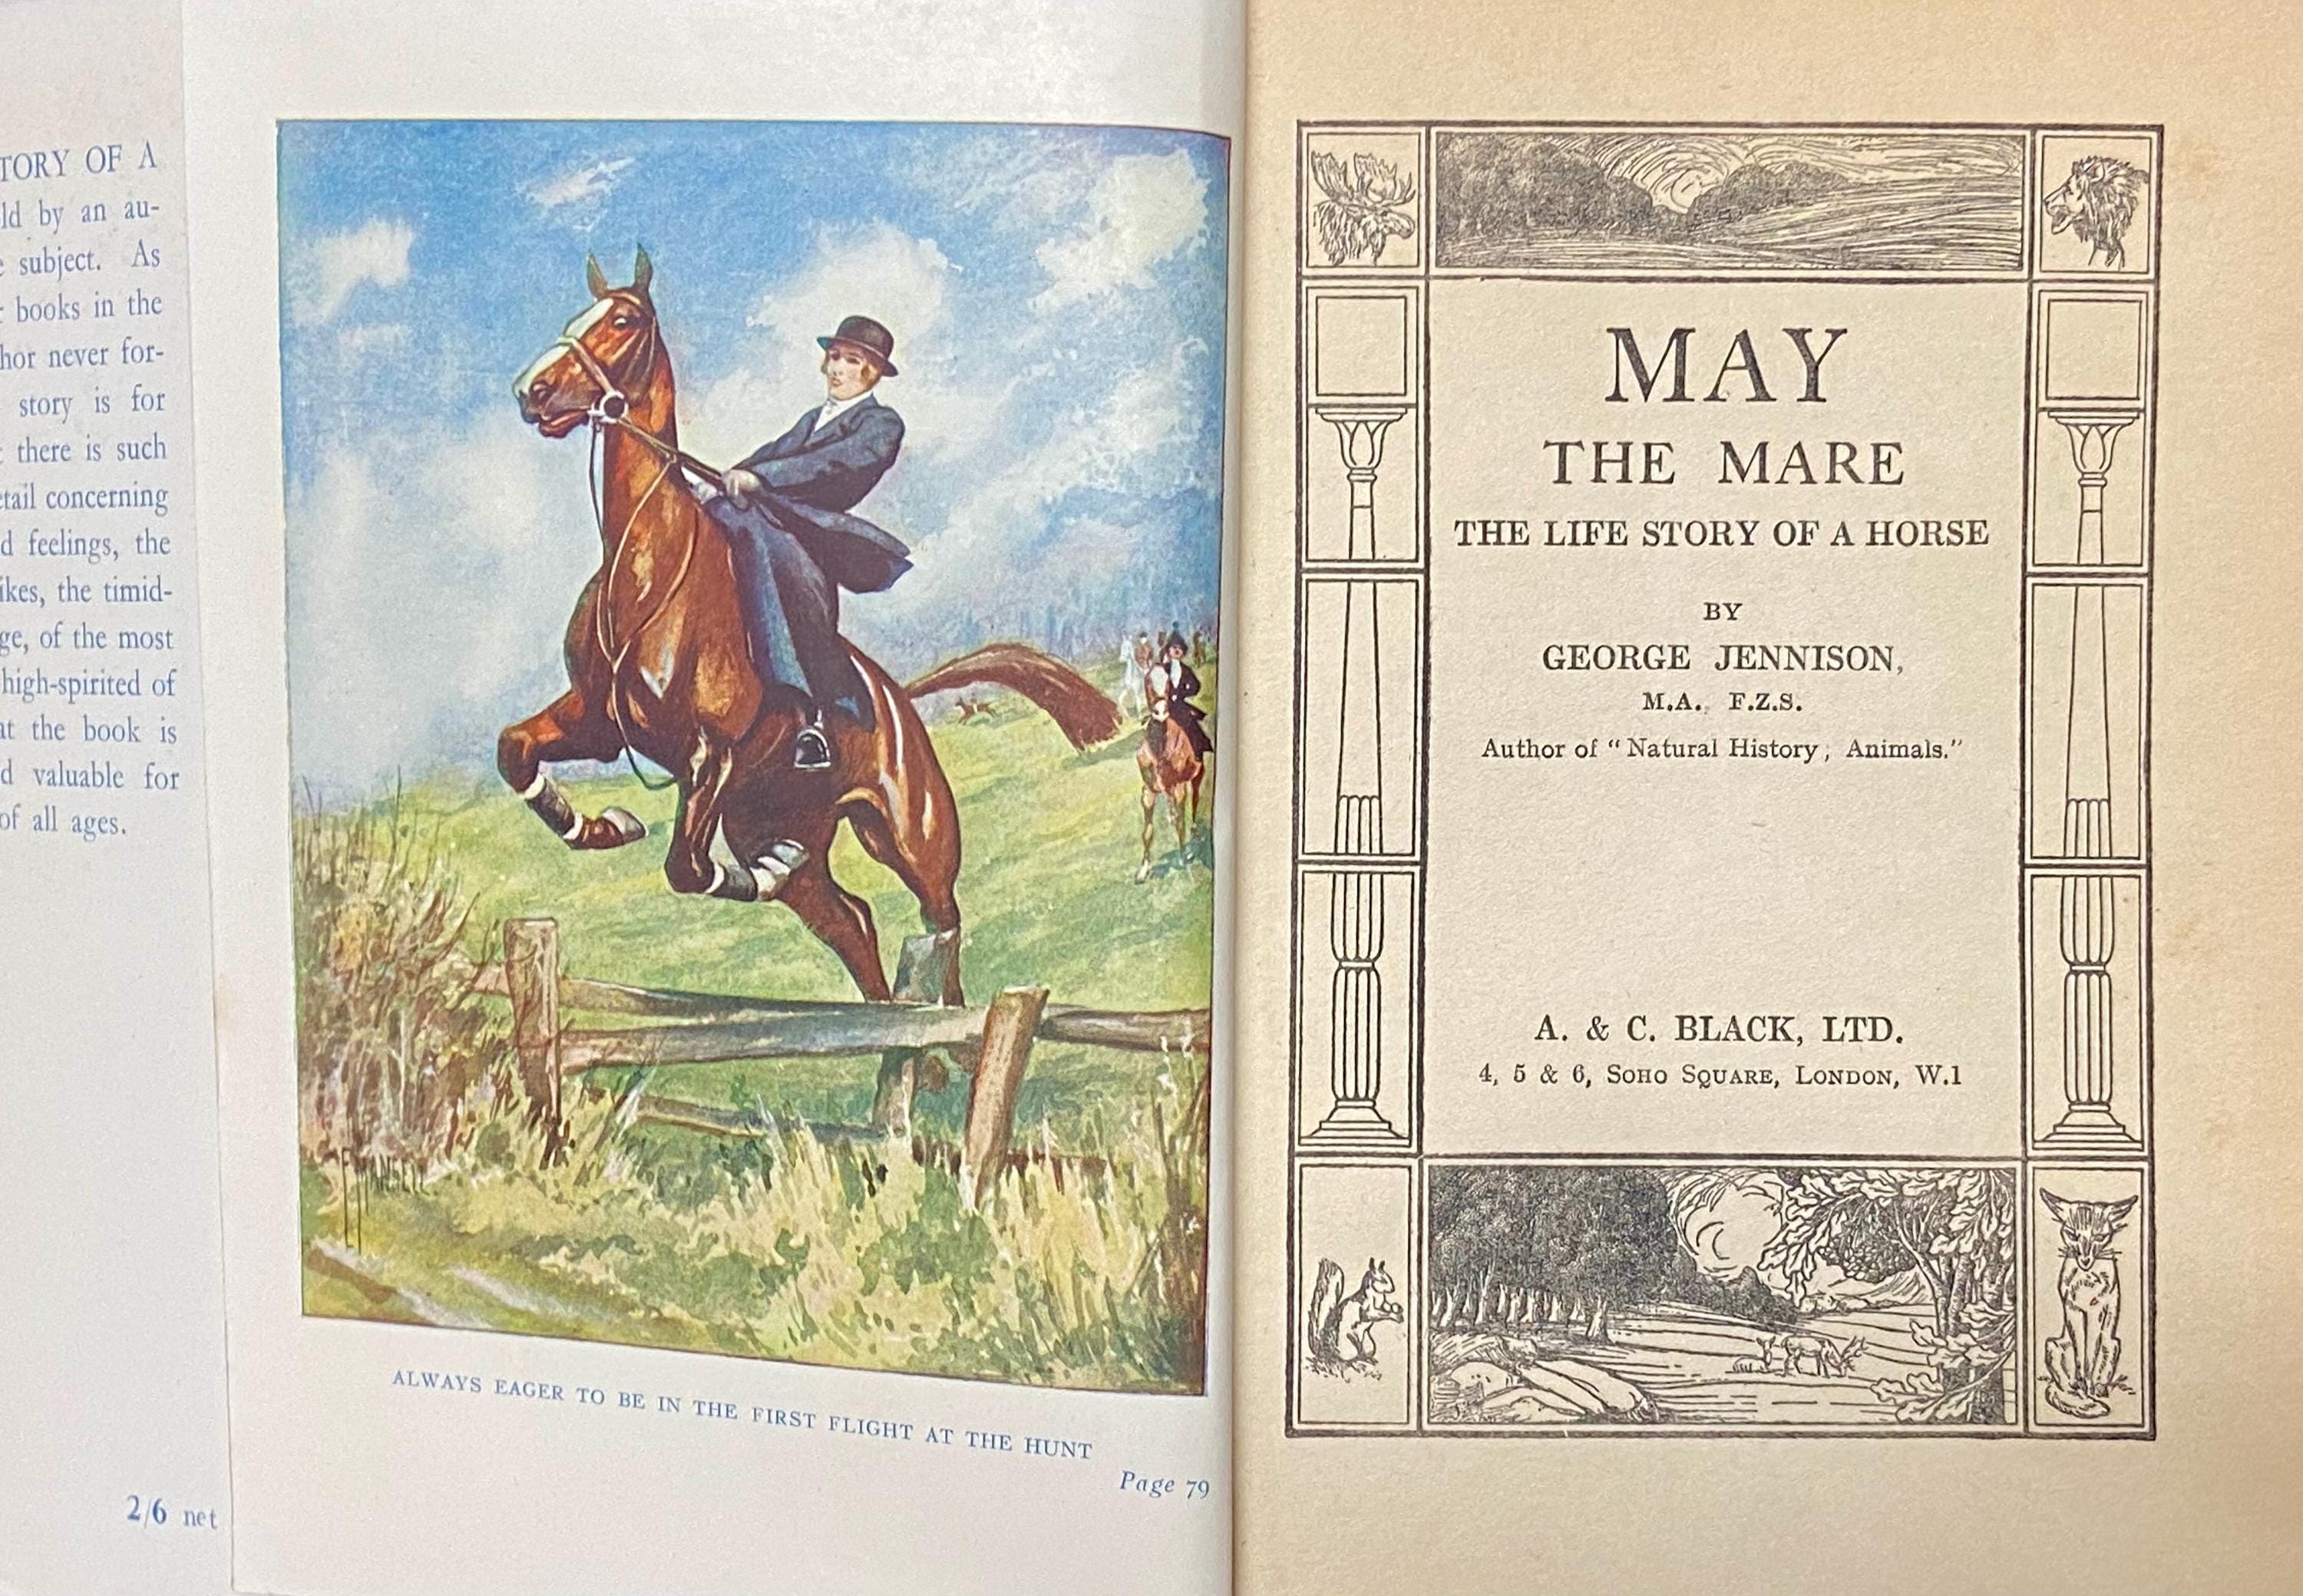 TORY OF A
ld by an au-
subject. As
books in the
hor never for-
story is for
there is such
etail concerning
d feelings, the
ikes, the timid-
ge, of the most
high-spirited of
at the book is
d valuable for
of all ages.
2/6 net
F MANSELL
ALWAYS EAGER TO BE IN THE FIRST FLIGHT AT THE HUNT
Page 79
MAY
THE MARE
THE LIFE STORY OF A HORSE
BY
GEORGE JENNISON,
M.A. F.Z.S.
Author of "Natural History, Animals."
A. & C. BLACK, LTD.
4, 5 & 6, SOHO SQUARE, LONDON, W.1